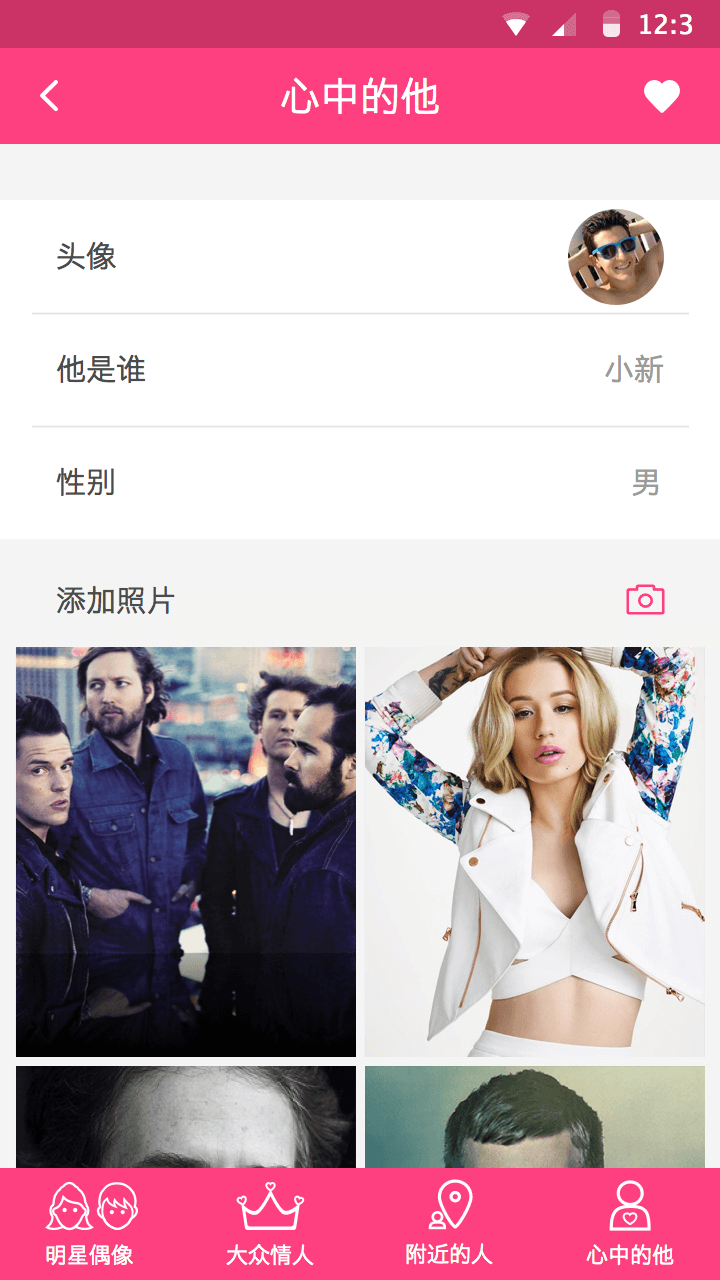 12:3
心中的他
头像
他是谁
小新
性别
男
添加照片
明星偶像
大众情人
附近的人
心中的他